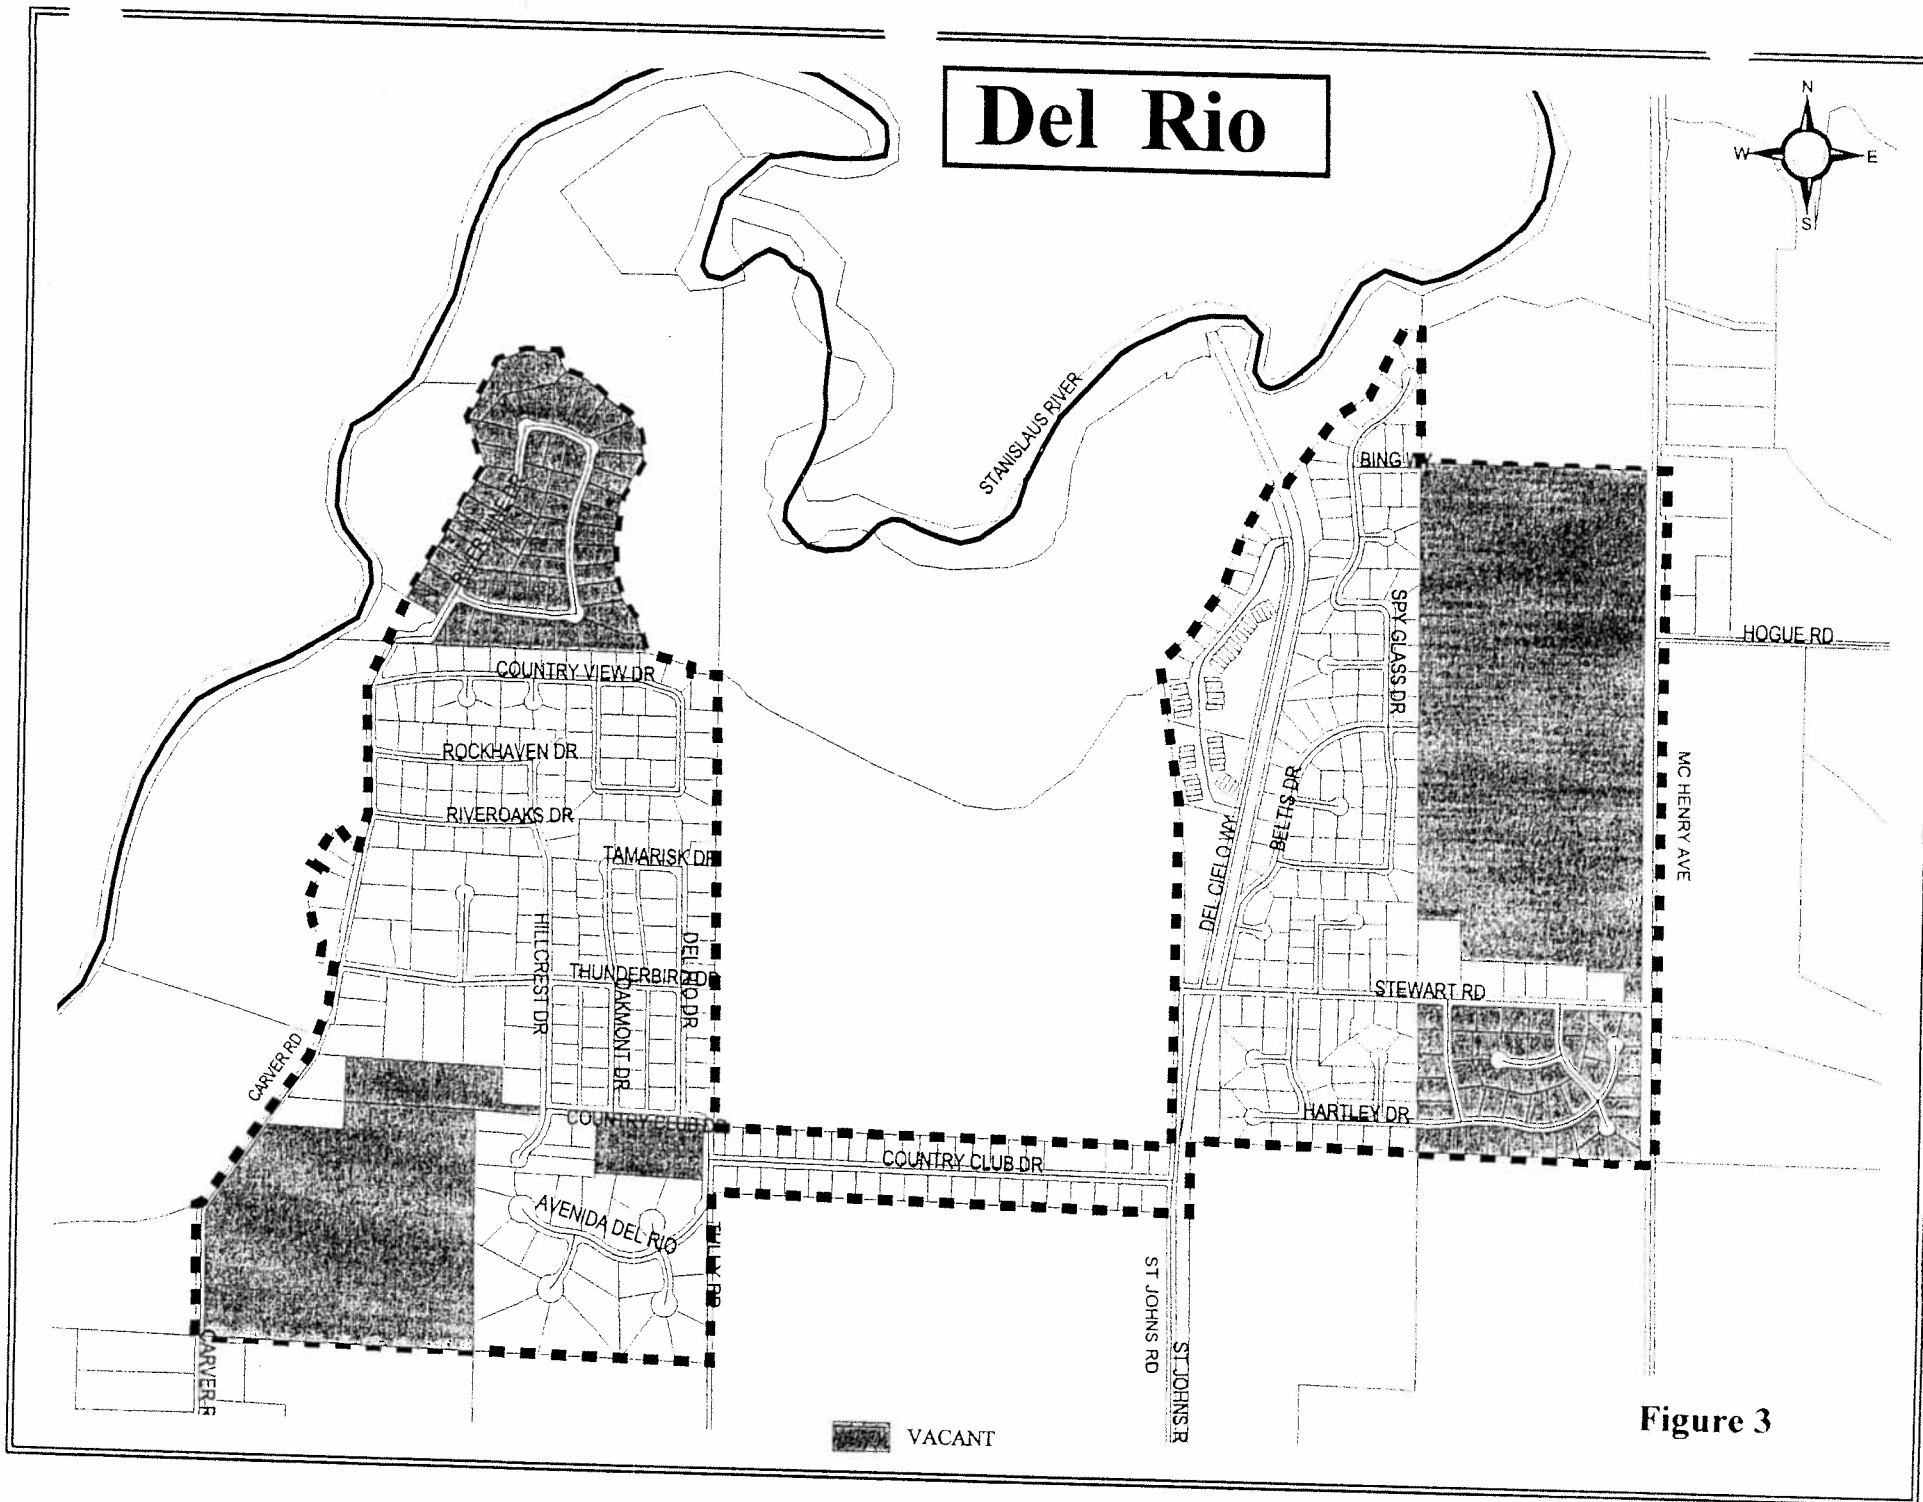 Del Rio
N
W E
S
STANISLAUS RIVER
BING WY
HOGUE RD
SPY GLASS DR
COUNTRY VIEW DR
ROCKHAVEN DR
RIVEROAKS DR
TAMARISK DR
MC HENRY AVE
BELTIS DR
DEL CIELO WY
HILLCREST DR
DEL RIO DR
THUNDERBIRD DR
OAKMONT DR
STEWART RD
CARVER RD
COUNTRY CLUB DR
HARTLEY DR
COUNTRY CLUB DR
AVENIDA DEL RIO
ST JOHNS RD
ST JOHNS R
CARVER R
VACANT
Figure 3